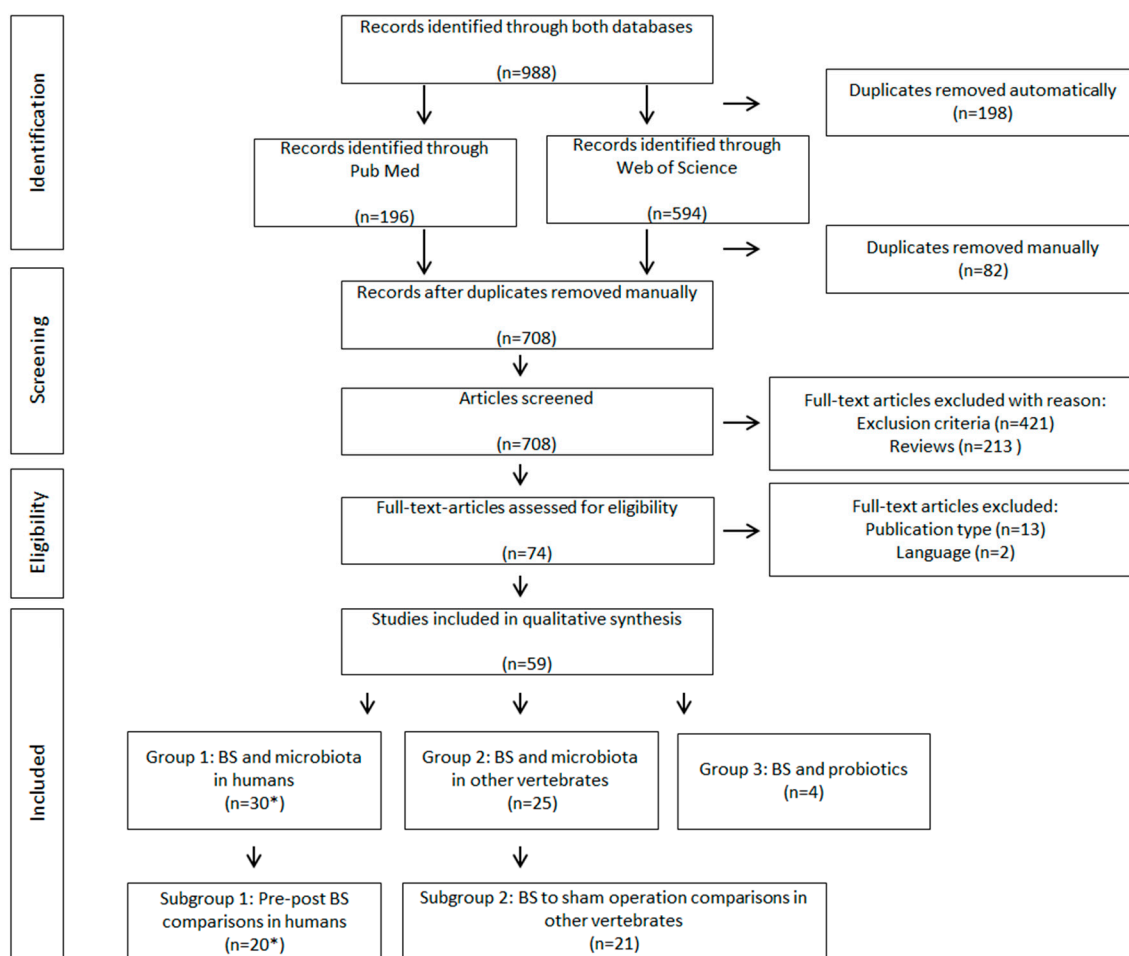 Identification
Records identified through both databases
(n=988)
Duplicates removed automatically
(n=198)
Records identified through
Pub Med
(n=196)
Records identified through
Web of Science
(n=594)
Duplicates removed manually
(n=82)
Screening
Records after duplicates removed manually
(n=708)
Articles screened
(n=708)
Full-text articles excluded with reason:
Exclusion criteria (n=421)
Reviews (n=213 )
Eligibility
Full-text-articles assessed for eligibility
(n=74)
Full-text articles excluded:
Publication type (n=13)
Language (n=2)
Included
Studies included in qualitative synthesis
(n=59)
Group 1: BS and microbiota
in humans
(n=30*)
Group 2: BS and microbiota
in other vertebrates
(n=25)
Group 3: BS and probiotics
(n=4)
Subgroup 1: Pre-post BS
comparisons in humans
(n=20*)
Subgroup 2: BS to sham operation comparisons in
other vertebrates
(n=21)